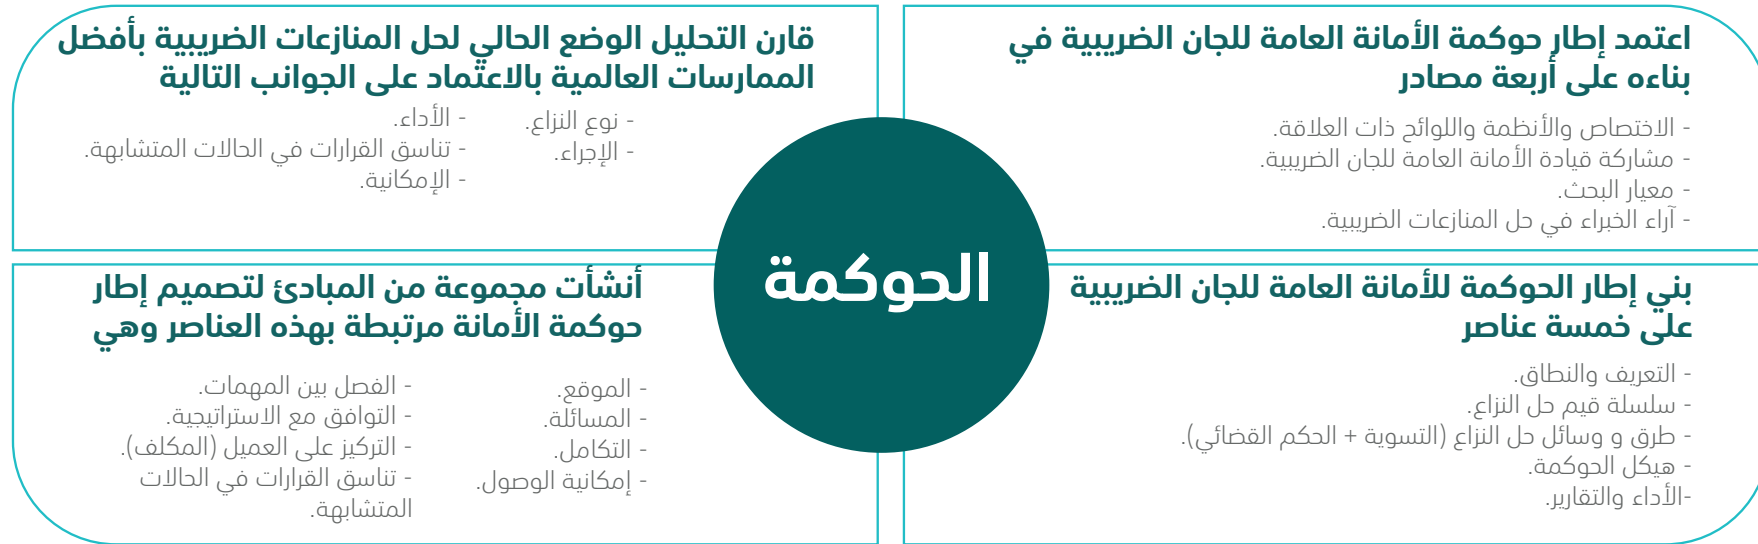 اعتمد إطار حوكمة الأمانة العامة للجان الضريبية في
بناءه على أربعة مصادر
- الاختصاص والأنظمة واللوائح ذات العلاقة.
- مشاركة قيادة الأمانة العامة للجان الضريبية.
- معيار البحث.
- آراء الخبراء في حل المنازعات الضريبية.
قارن التحليل الوضع الحالي لحل المنازعات الضريبية بأفضل
الممارسات العالمية بالاعتماد على الجوانب التالية
- نوع النزاع.
- الإجراء.
- الأداء.
- تناسق القرارات في الحالات المتشابهة.
- الإمكانية.
الحوكمة
بني إطار الحوكمة للأمانة العامة للجان الضريبية
على خمسة عناصر
- التعريف والنطاق.
- سلسلة قيم حل النزاع.
- طرق و وسائل حل النزاع (التسوية + الحكم القضائي).
- هيكل الحوكمة.
-الأداء والتقارير.
أنشأت مجموعة من المبادئ لتصميم إطار
حوكمة الأمانة مرتبطة بهذه العناصر وهي
- الموقع.
- المسائلة.
- التكامل.
- إمكانية الوصول.
- الفصل بين المهمات.
- التوافق مع الاستراتيجية.
- التركيز على العميل (المكلف).
- تناسق القرارات في الحالات
المتشابهة.